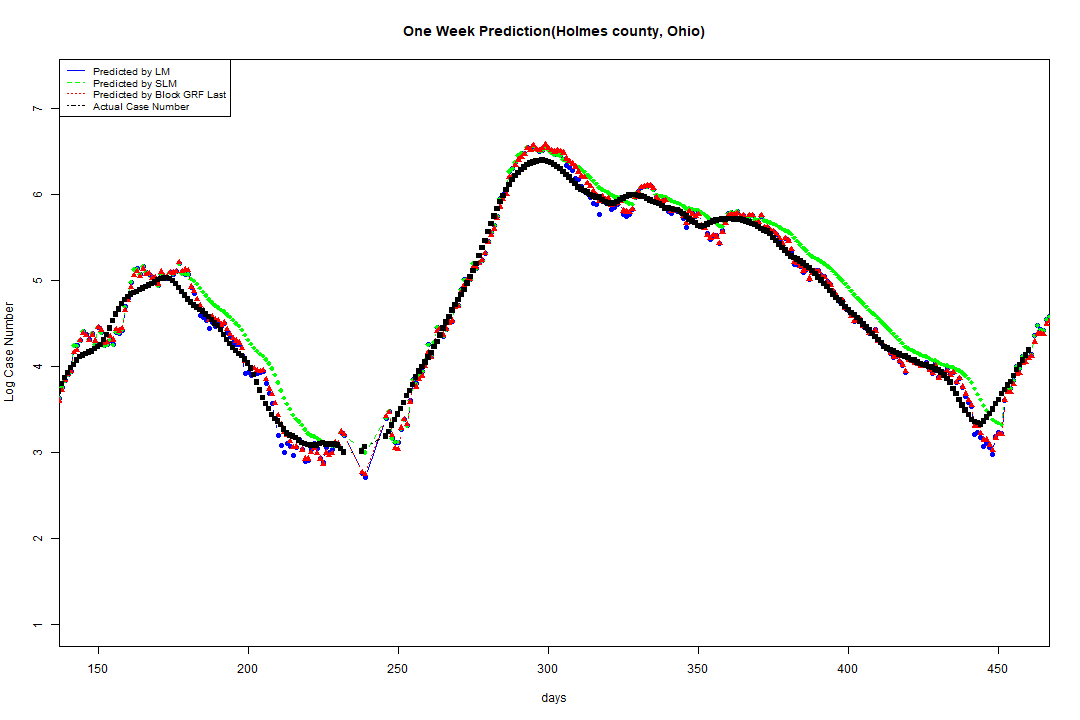 One Week Prediction(Holmes county, Ohio)
Predicted by LM
Predicted by SLM
Predicted by Block GRF Last
Actual Case Number
7
6
5
4
3
2
1
Log Case Number
150 200 250 300 350 400 450
days